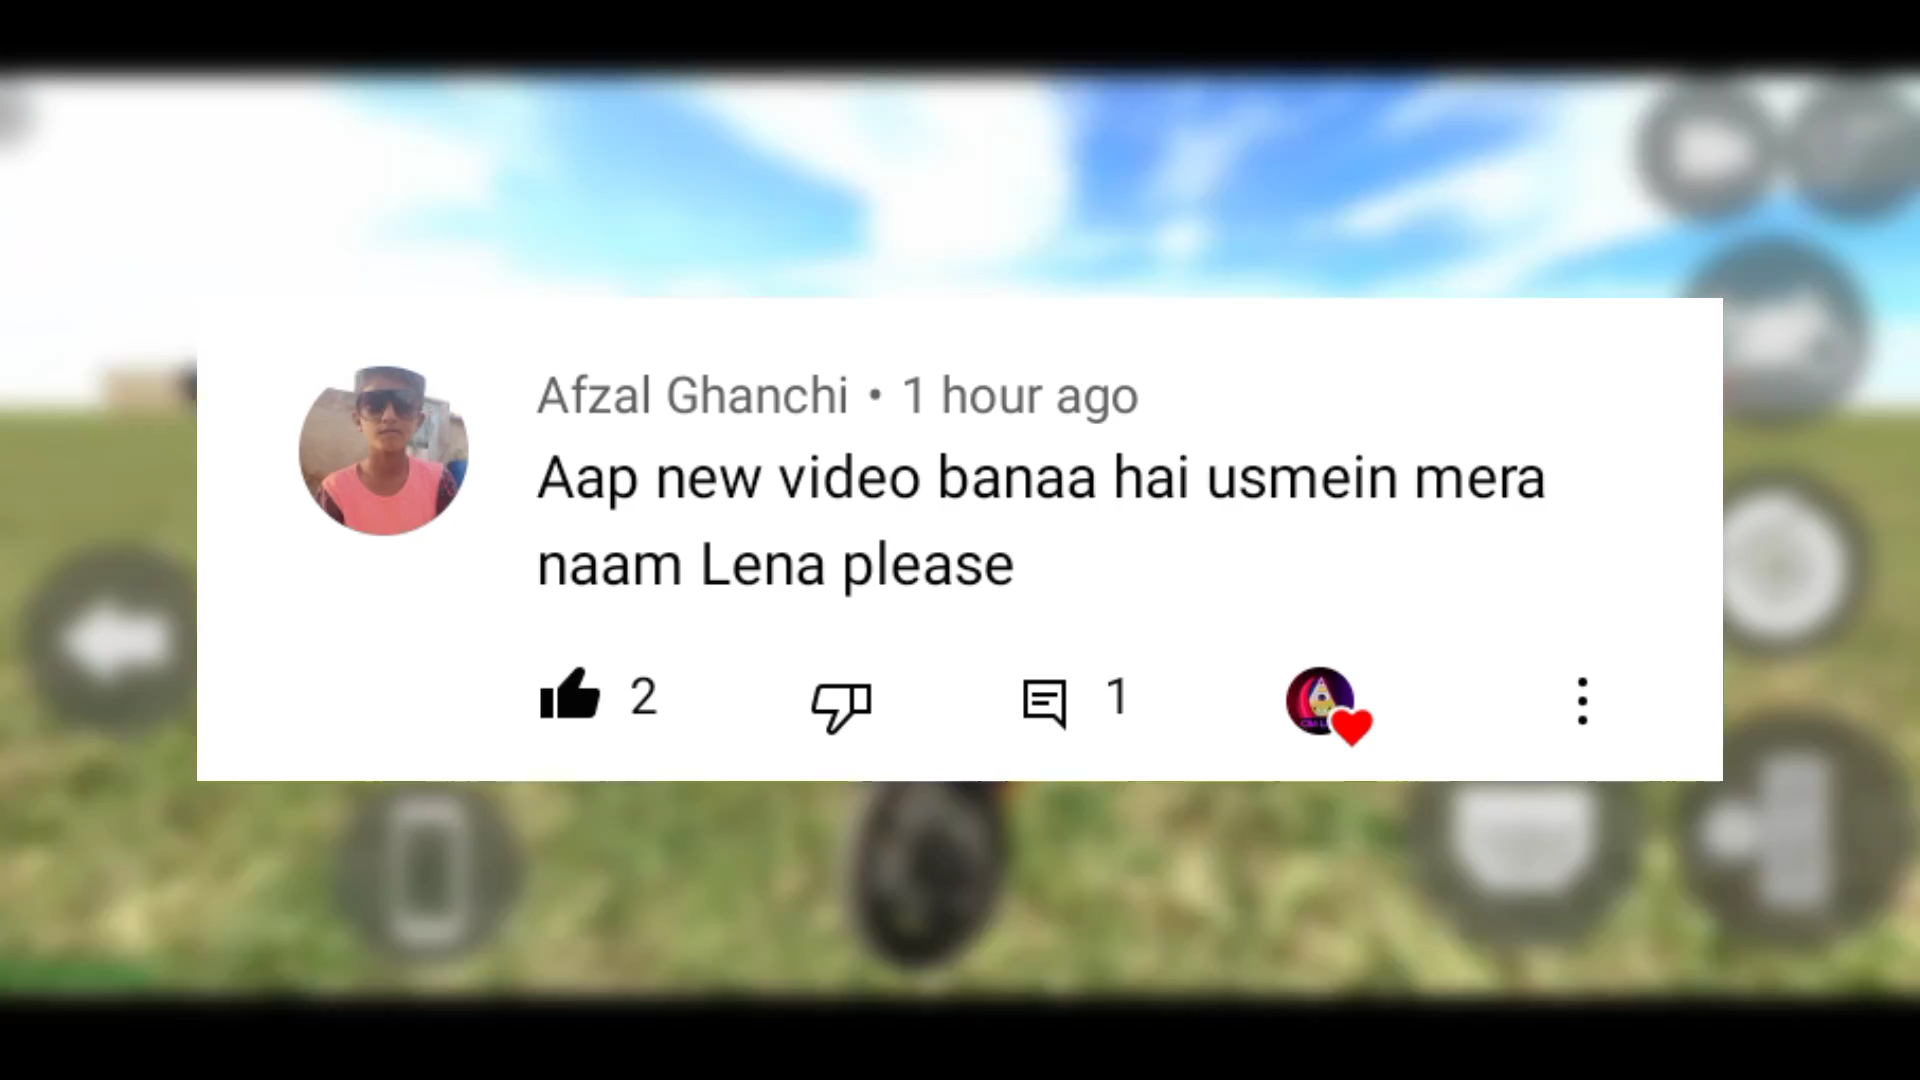 Afzal Ghanchi • 1 hour ago
Aap new video banaa hai usmein mera
naam Lena please
2
1